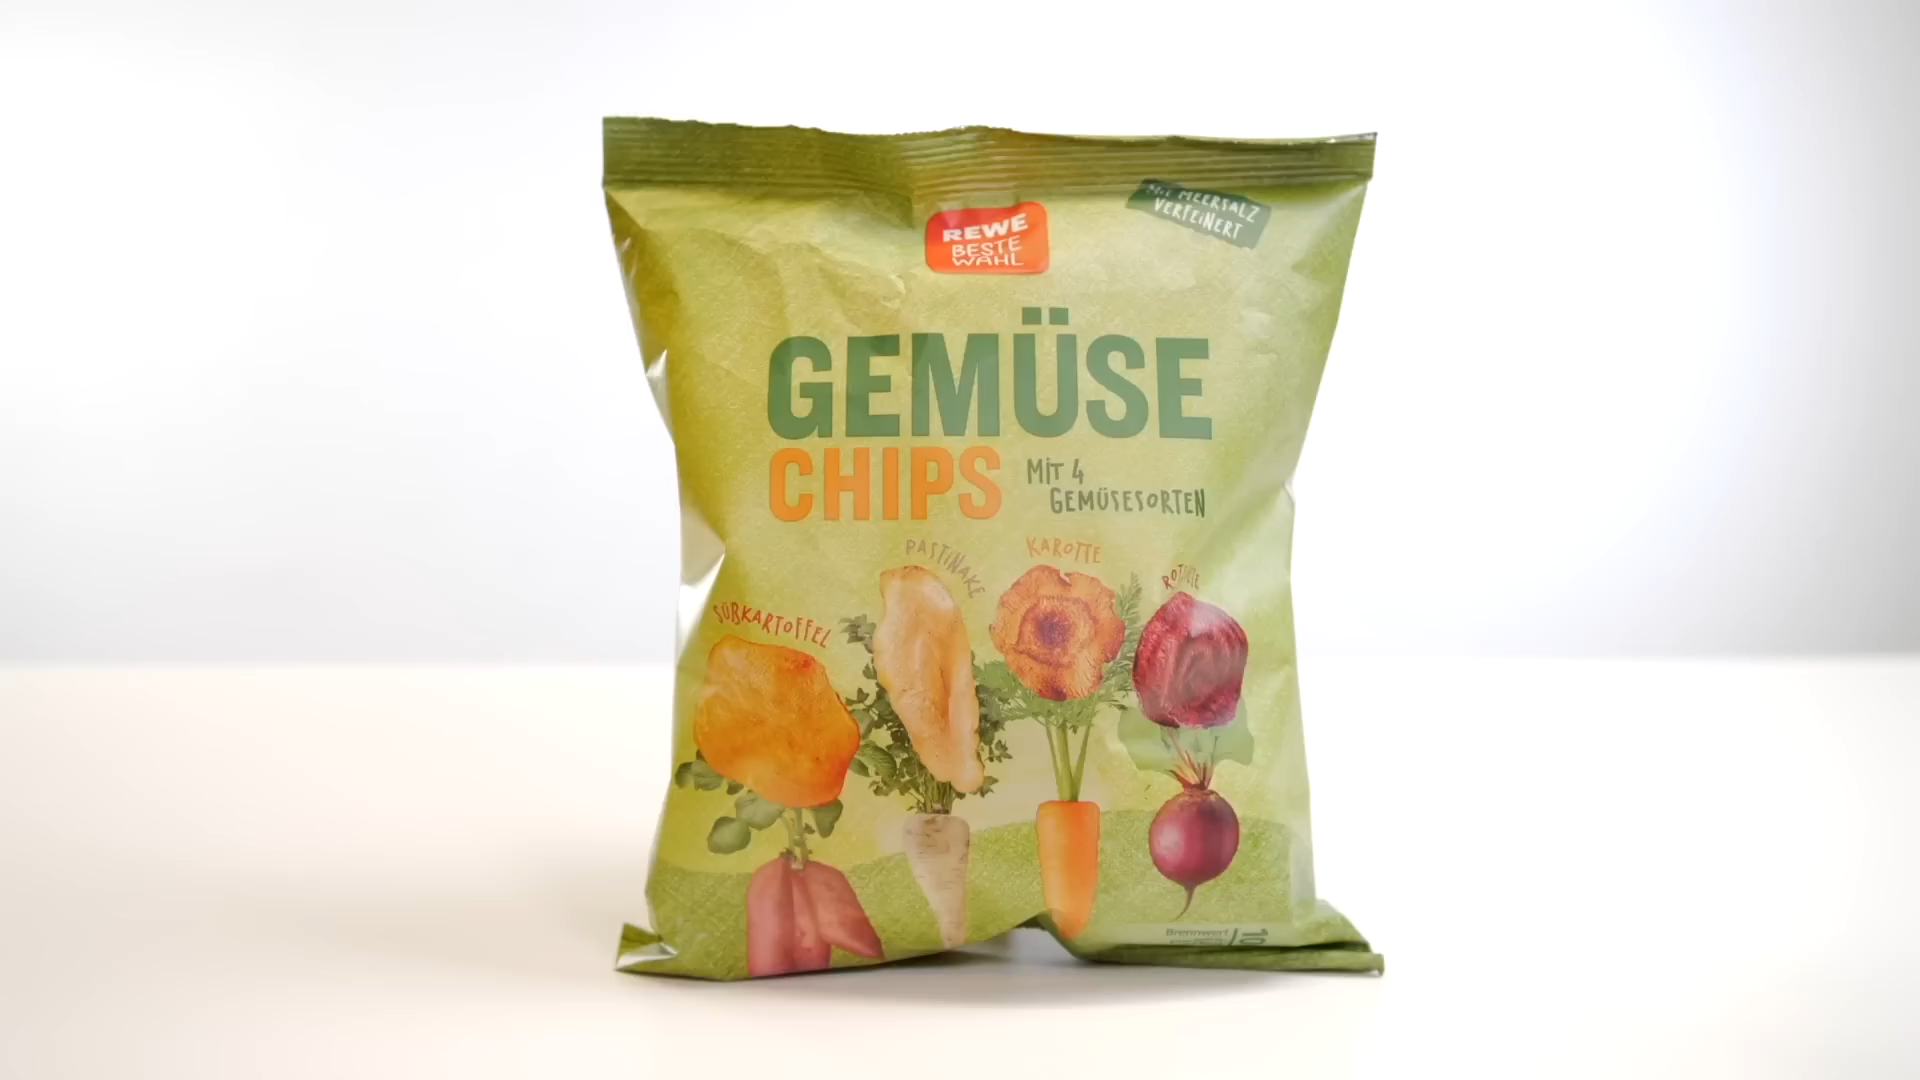 MIT MEERSALZ
VERFEINERT
REWE
BESTE
WAHL
GEMÜSE
CHIPS
MIT 4
GEMÜSESORTEN
PASTINAKE
KAROTTE
SÜßKARTOFFEL
Brennwert